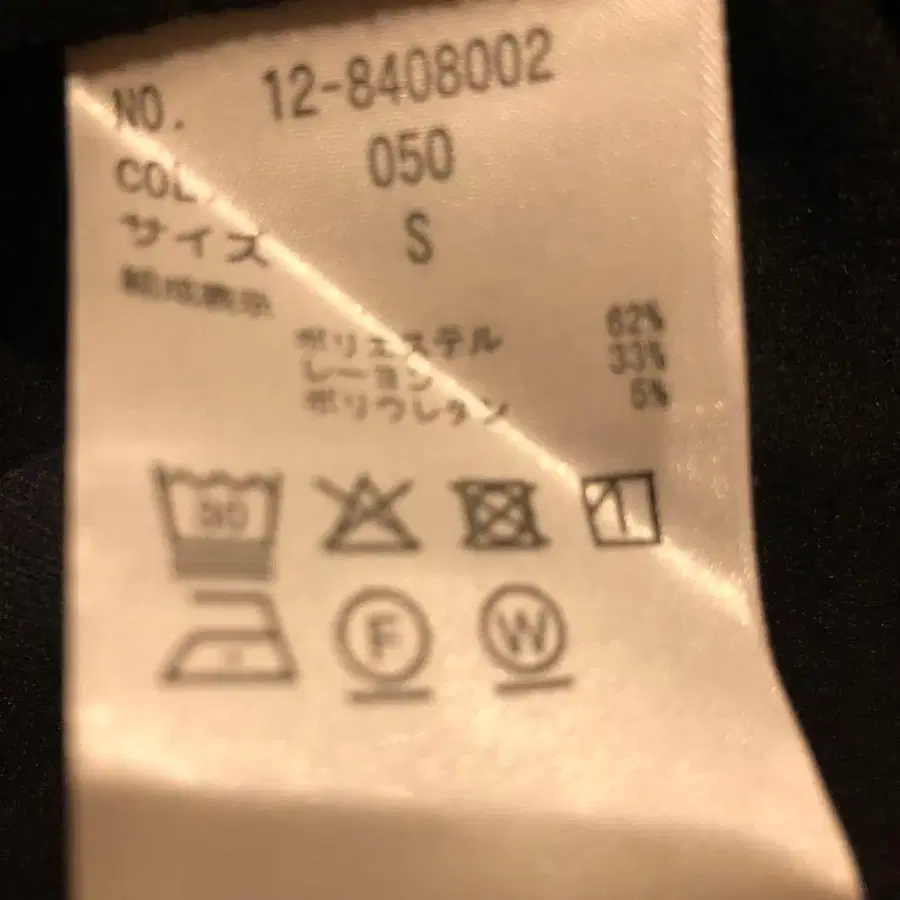 NO. 12-8408002
COL. 050
サイズ S
組成表示
ポリエステル 62%
レーヨン 33%
ポリウレタン 5%
30
F W